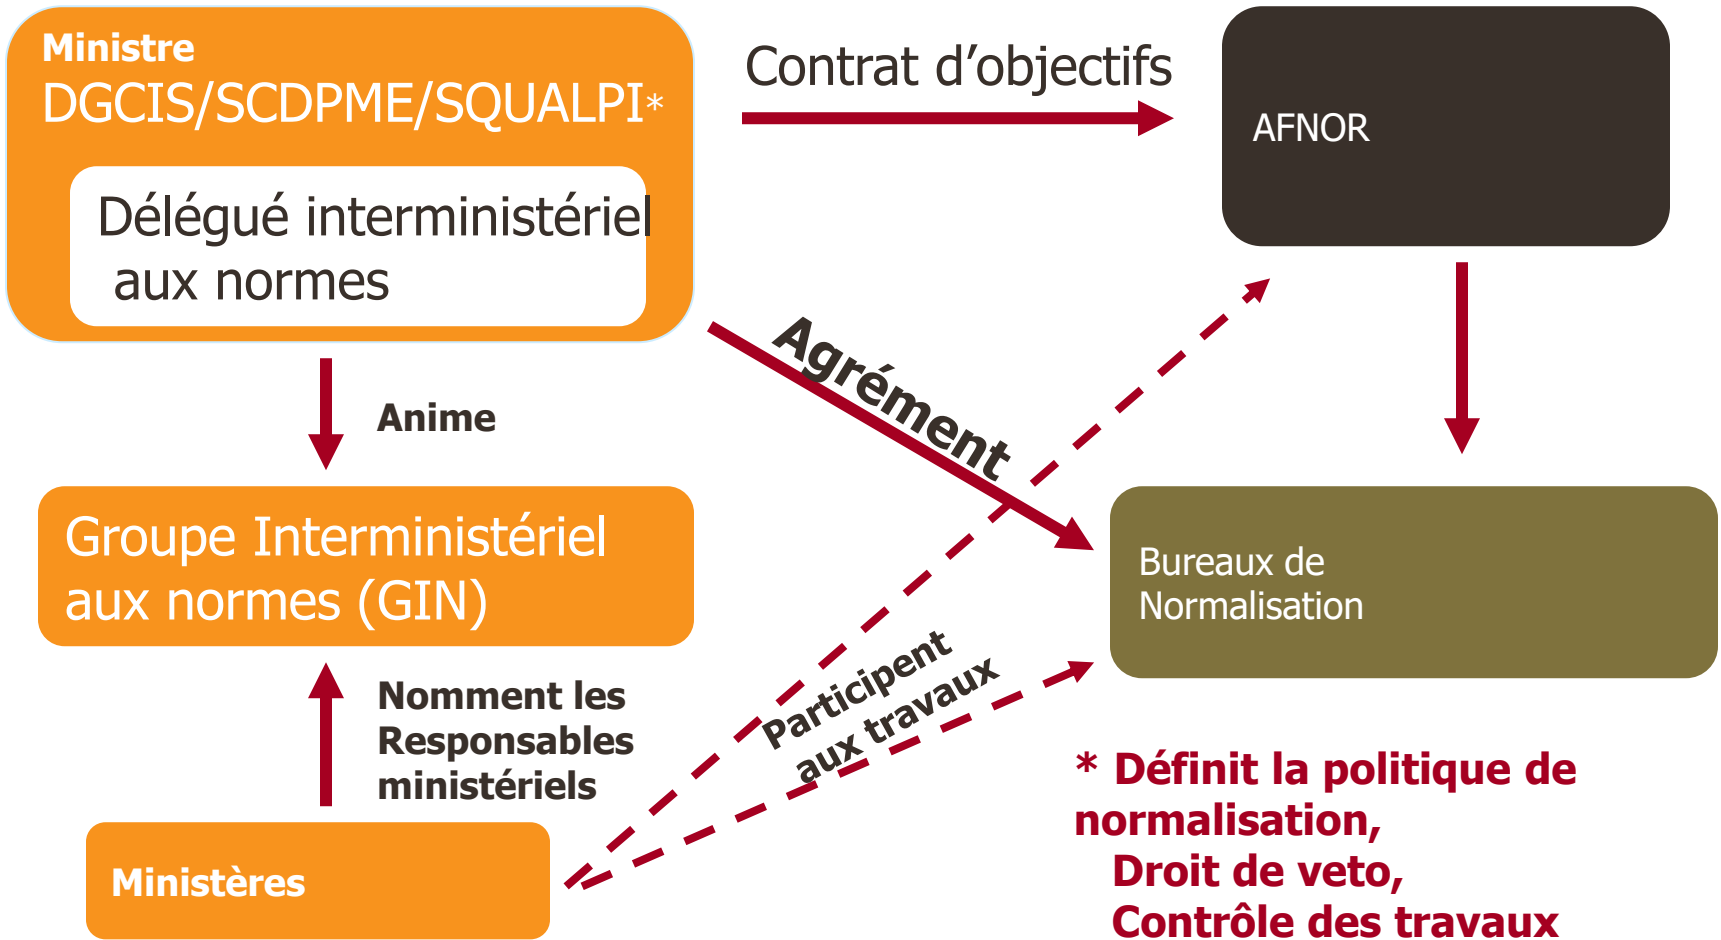 Ministre
DGCIS/SCDPME/SQUALPI*
Délégué interministériel
aux normes
Contrat d’objectifs
AFNOR
Agrément
Anime
Groupe Interministériel
aux normes (GIN)
Bureaux de
Normalisation
Nomment les
Responsables
ministériels
Participent
aux travaux
Ministères
* Définit la politique de
normalisation,
Droit de veto,
Contrôle des travaux